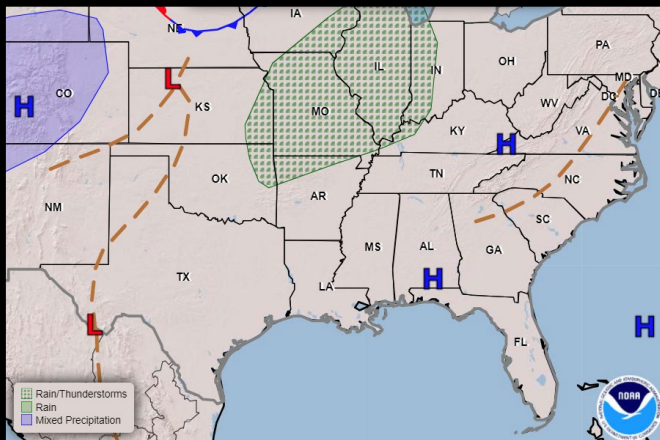 IA
NE
PA
OH
IL
IN
MD
CO
H
L
KS
MO
WV
DC
DE
VA
KY
H
NM
OK
TN
NC
AR
SC
MS
AL
GA
TX
LA
H
H
L
FL
Rain/Thunderstorms
Rain
Mixed Precipitation
NOAA